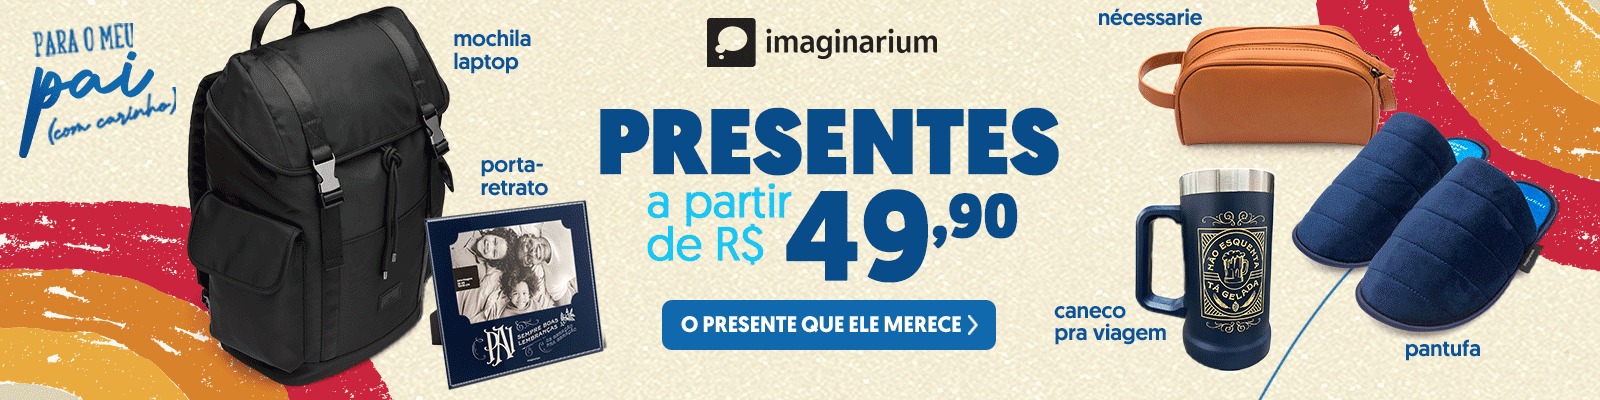 PARA O MEU
pai
(com carinho)
mochila
laptop
porta-
retrato
PAI
SEMPRE BOAS
LEMBRANÇAS
imaginarium
PRESENTES
a partir
de R$ 49,90
O PRESENTE QUE ELE MERECE >
nécessarie
NÃO ESQUENTA
TÁ GELADA
caneco
pra viagem
pantufa